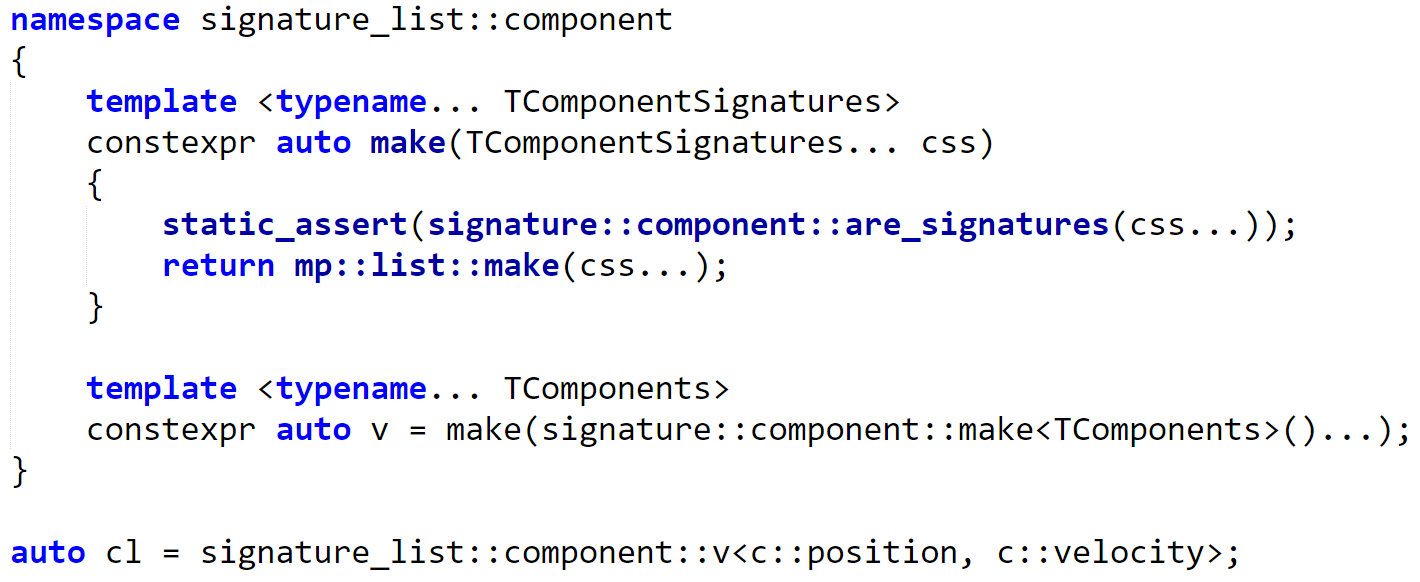 namespace signature_list::component
{
    template <typename... TComponentSignatures>
    constexpr auto make(TComponentSignatures... css)
    {
        static_assert(signature::component::are_signatures(css...));
        return mp::list::make(css...);
    }

    template <typename... TComponents>
    constexpr auto v = make(signature::component::make<TComponents>()...);
}

auto cl = signature_list::component::v<c::position, c::velocity>;